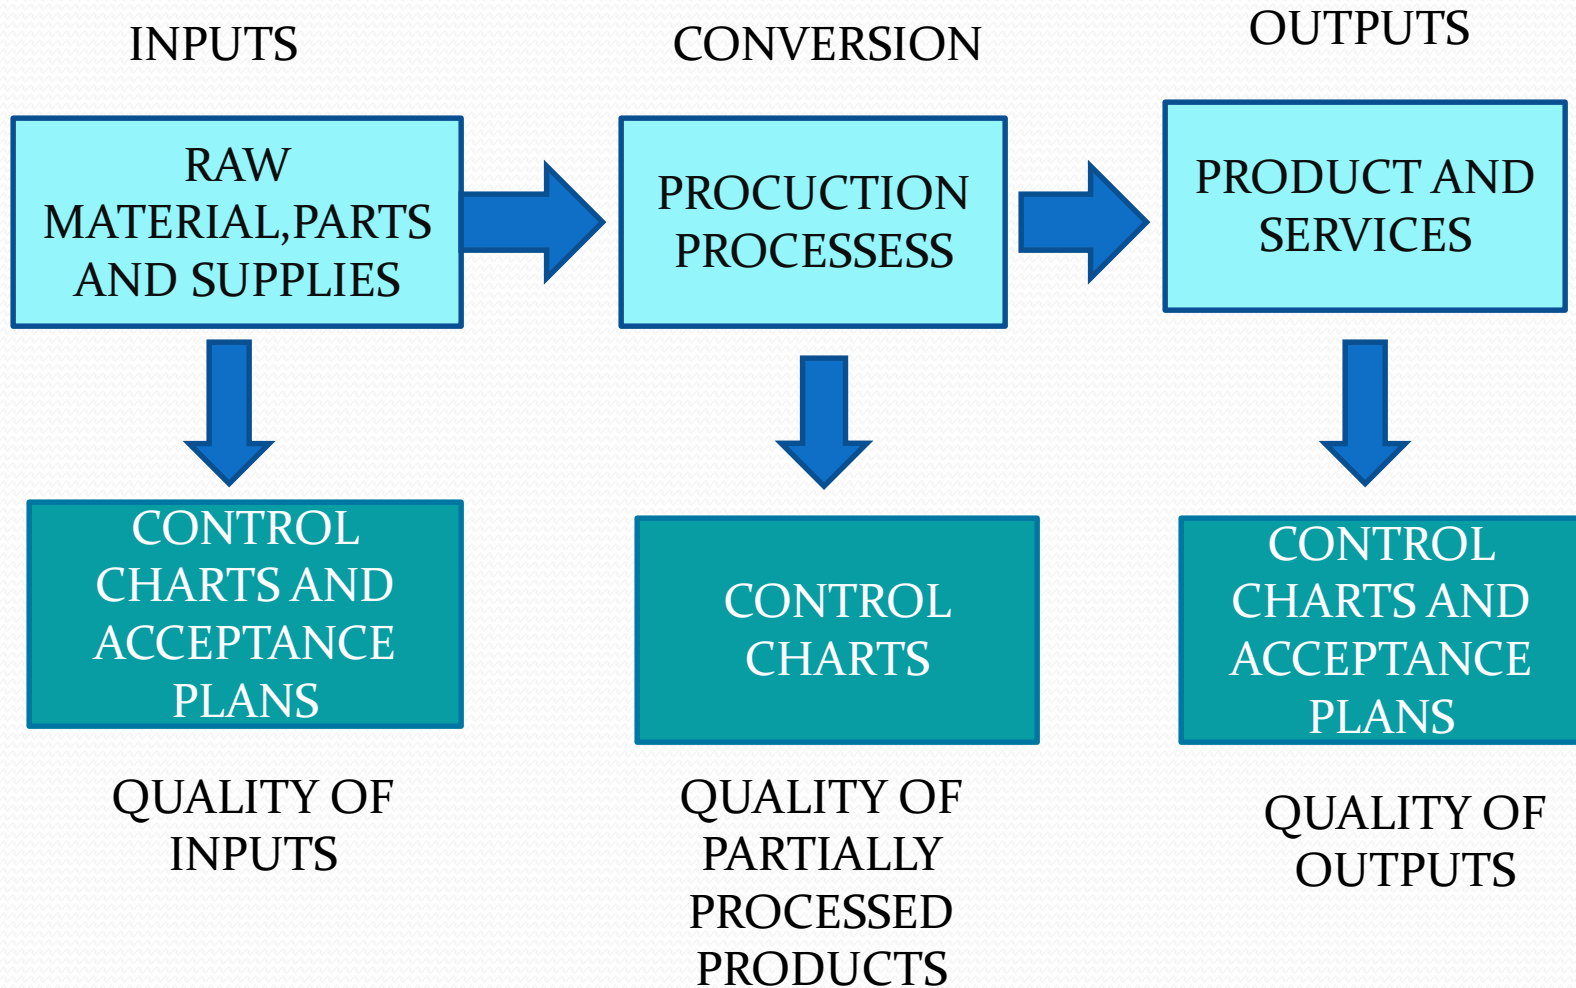 INPUTS
CONVERSION
OUTPUTS
RAW
MATERIAL,PARTS
AND SUPPLIES
PROCUCTION
PROCESSESS
PRODUCT AND
SERVICES
CONTROL
CHARTS AND
ACCEPTANCE
PLANS
CONTROL
CHARTS
CONTROL
CHARTS AND
ACCEPTANCE
PLANS
QUALITY OF
INPUTS
QUALITY OF
PARTIALLY
PROCESSED
PRODUCTS
QUALITY OF
OUTPUTS